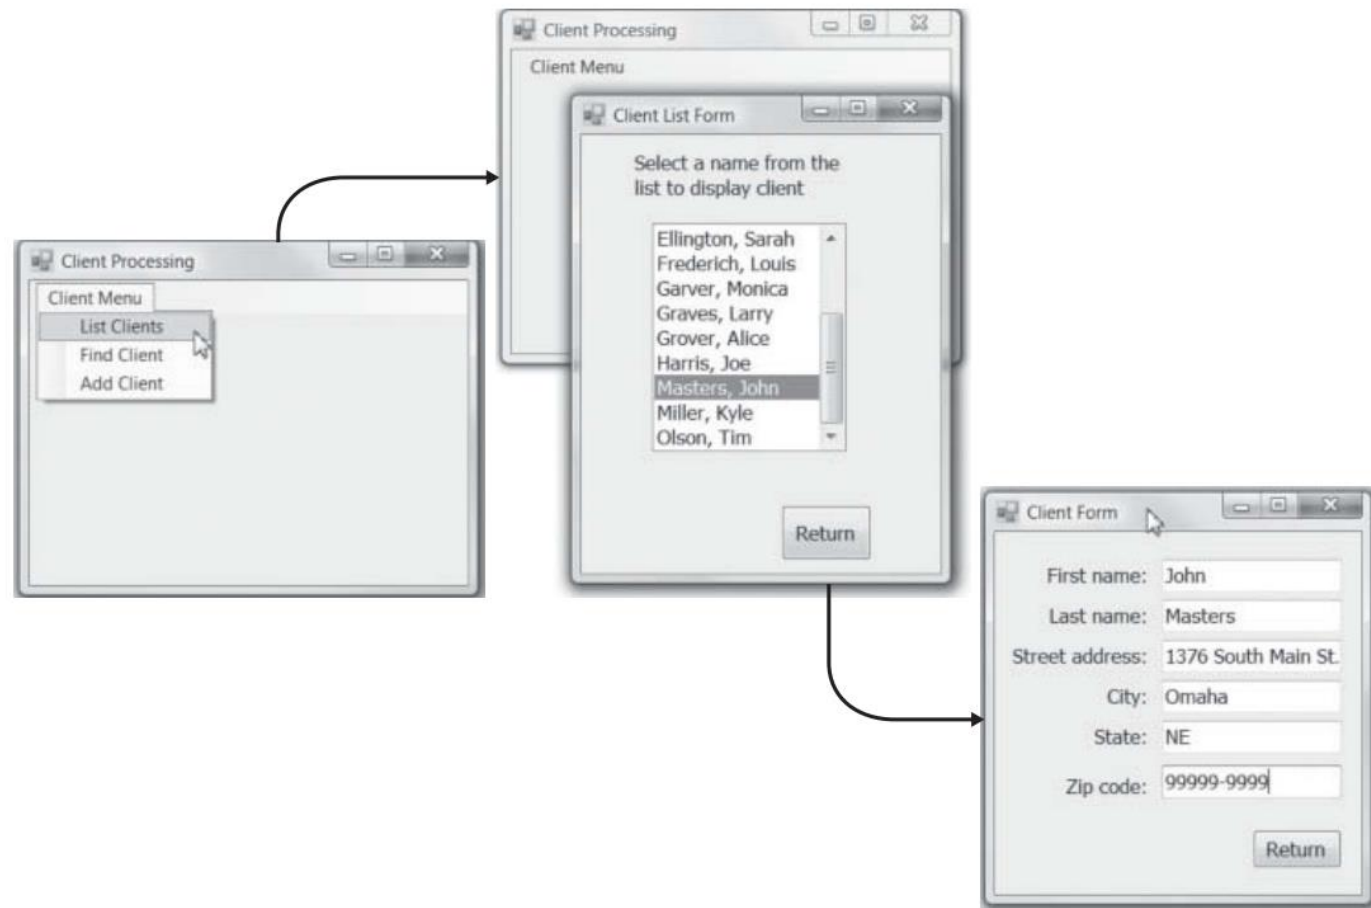 Client Processing
Client Menu
List Clients
Find Client
Add Client
Client Processing
Client Menu
Client List Form
Select a name from the
list to display client
Ellington, Sarah
Frederich, Louis
Garver, Monica
Graves, Larry
Grover, Alice
Harris, Joe
Masters, John
Miller, Kyle
Olson, Tim
Return
Client Form
First name: John
Last name: Masters
Street address: 1376 South Main St.
City: Omaha
State: NE
Zip code: 99999-9999
Return